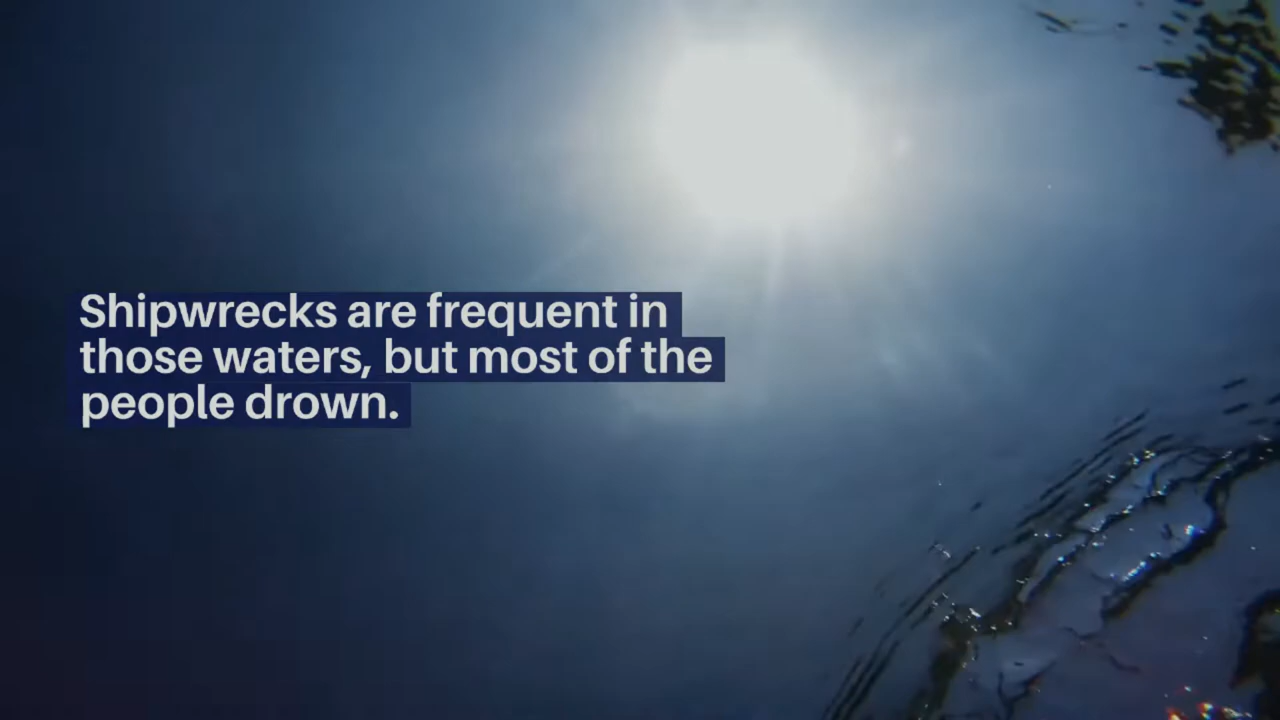 Shipwrecks are frequent in
those waters, but most of the
people drown.